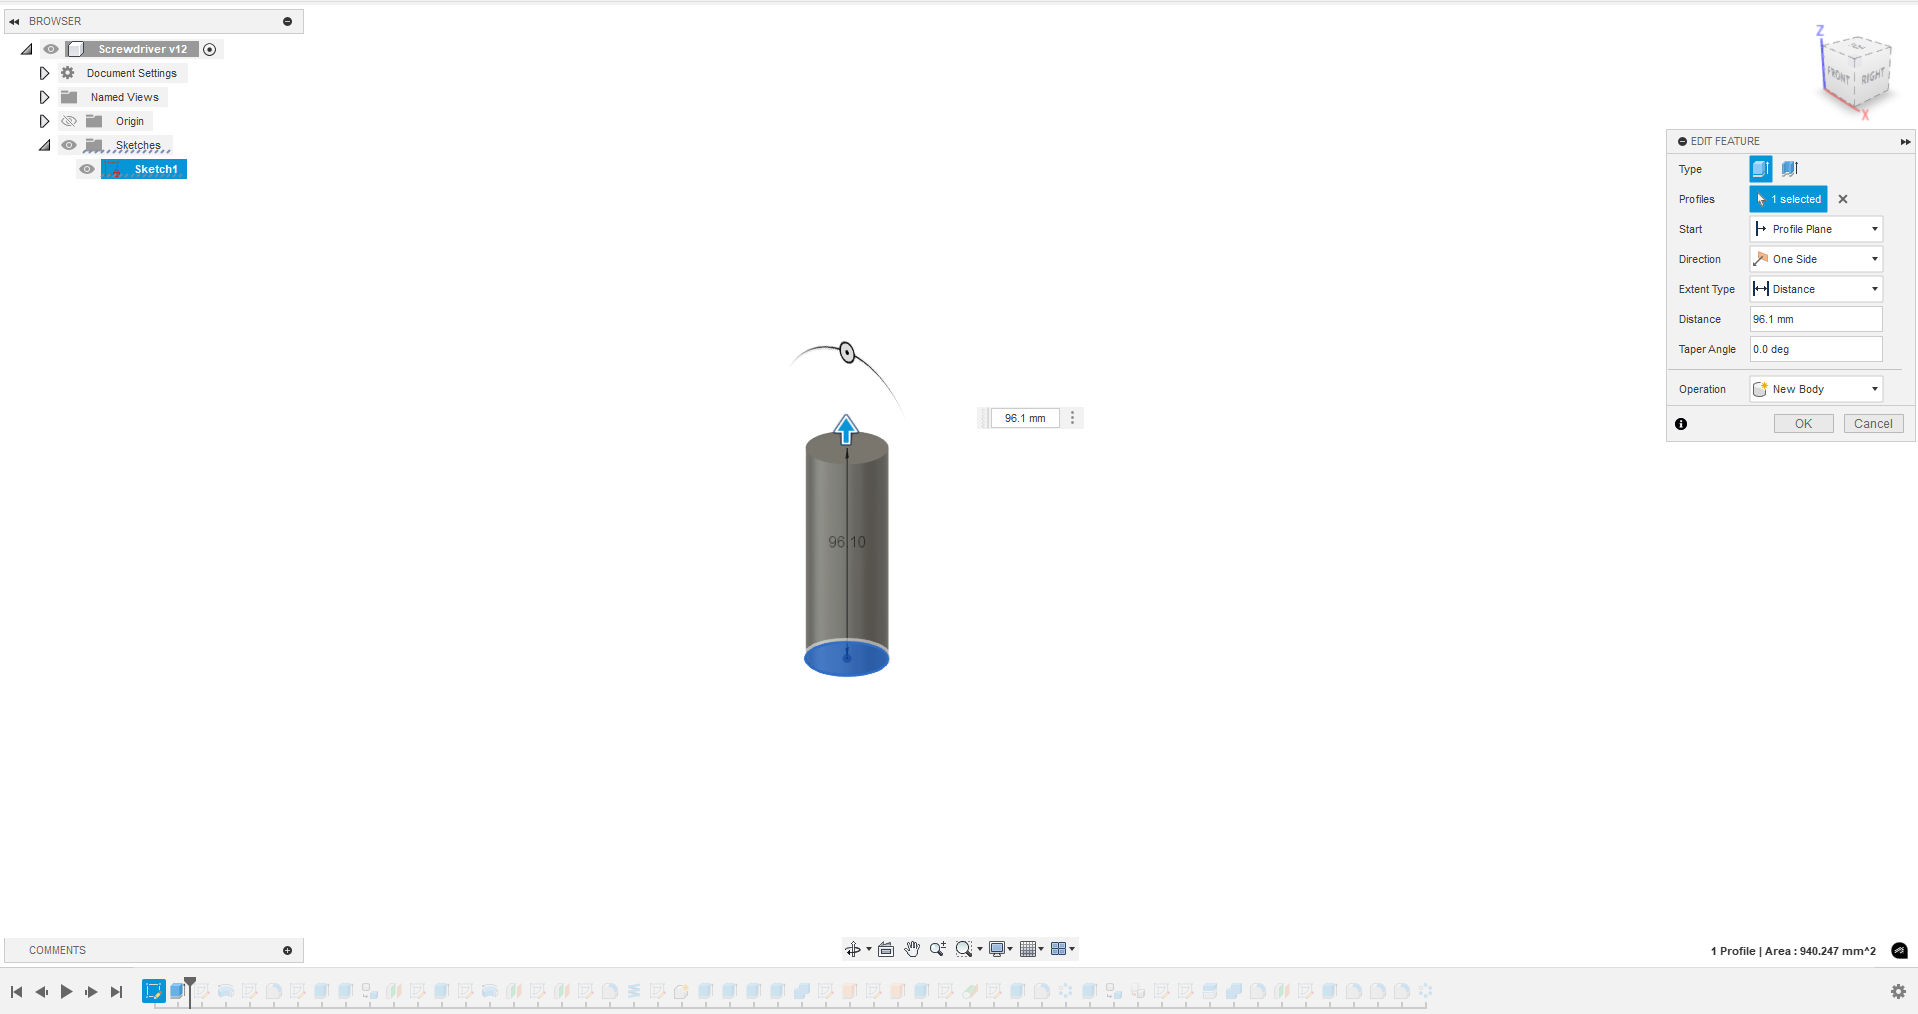 BROWSER
Screwdriver v12
Document Settings
Named Views
Origin
Sketches
Sketch1
Z
FRONT
RIGHT
X
EDIT FEATURE
Type
Profiles 1 selected
Start Profile Plane
Direction One Side
Extent Type Distance
Distance 96.1 mm
Taper Angle 0.0 deg
Operation New Body
OK Cancel
96.1 mm
96.10
COMMENTS
1 Profile | Area : 940.247 mm^2